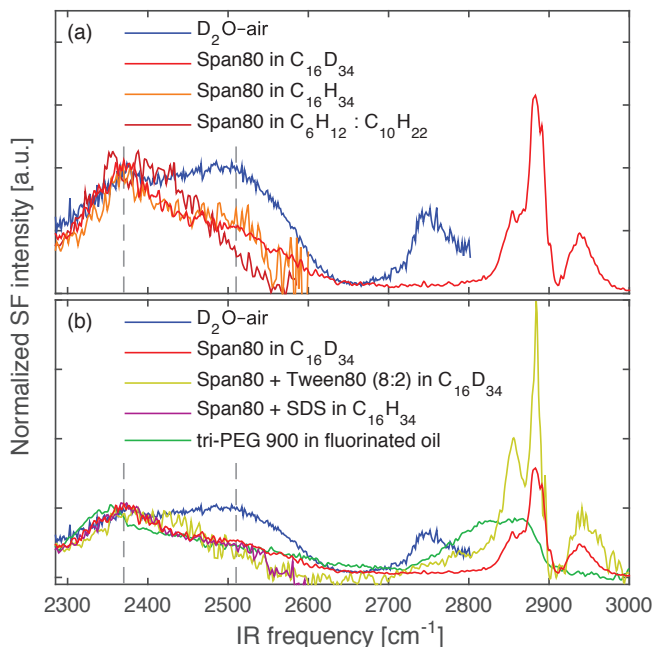 (a)
D₂O–air
Span80 in C₁₆D₃₄
Span80 in C₁₆H₃₄
Span80 in C₆H₁₂ : C₁₀H₂₂
Normalized SF intensity [a.u.]
(b)
D₂O–air
Span80 in C₁₆D₃₄
Span80 + Tween80 (8:2) in C₁₆D₃₄
Span80 + SDS in C₁₆H₃₄
tri-PEG 900 in fluorinated oil
2300 2400 2500 2600 2700 2800 2900 3000
IR frequency [cm⁻¹]